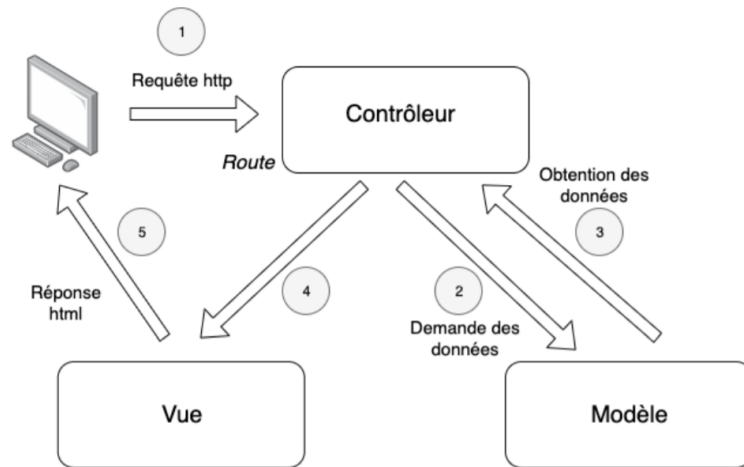 1
Requête http
Contrôleur
Route
Obtention des
données
3
5
4
2
Réponse
html
Demande des
données
Vue
Modèle